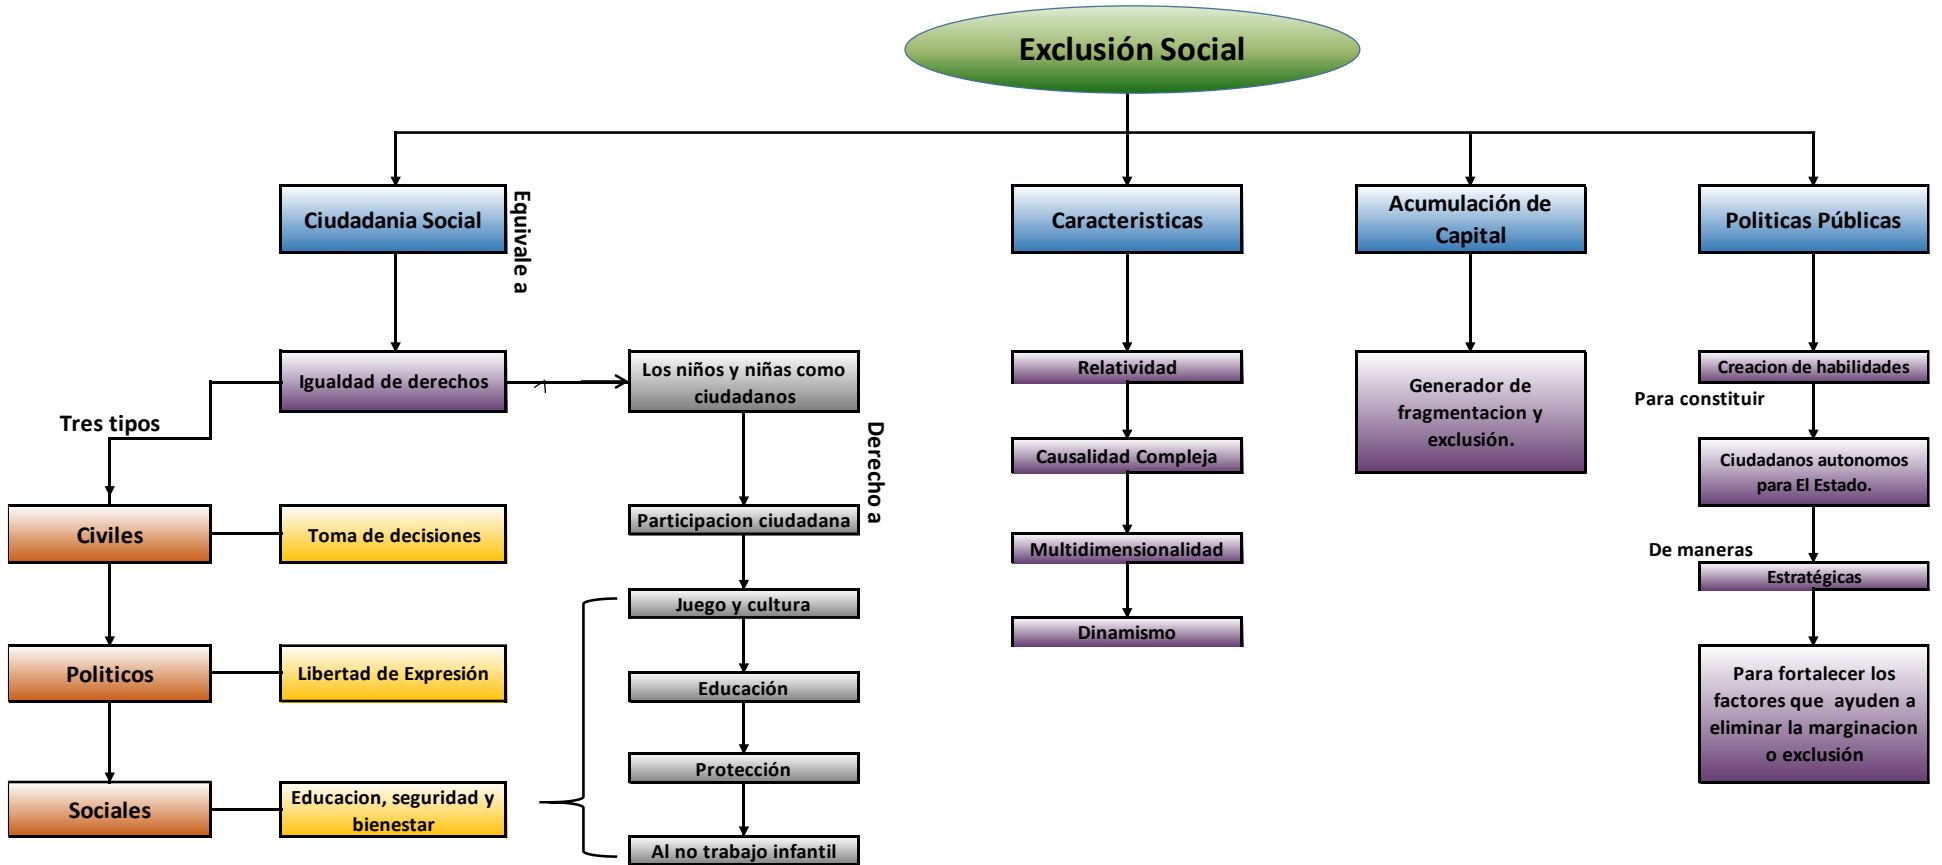 Exclusión Social
Ciudadania Social
Equivale a
Igualdad de derechos
Tres tipos
Civiles
Toma de decisiones
Politicos
Libertad de Expresión
Sociales
Educacion, seguridad y
bienestar
Los niños y niñas como
ciudadanos
Derecho a
Participacion ciudadana
Juego y cultura
Educación
Protección
Al no trabajo infantil
Caracteristicas
Relatividad
Causalidad Compleja
Multidimensionalidad
Dinamismo
Acumulación de
Capital
Generador de
fragmentacion y
exclusión.
Politicas Públicas
Creacion de habilidades
Para constituir
Ciudadanos autonomos
para El Estado.
De maneras
Estratégicas
Para fortalecer los
factores que ayuden a
eliminar la marginacion
o exclusión